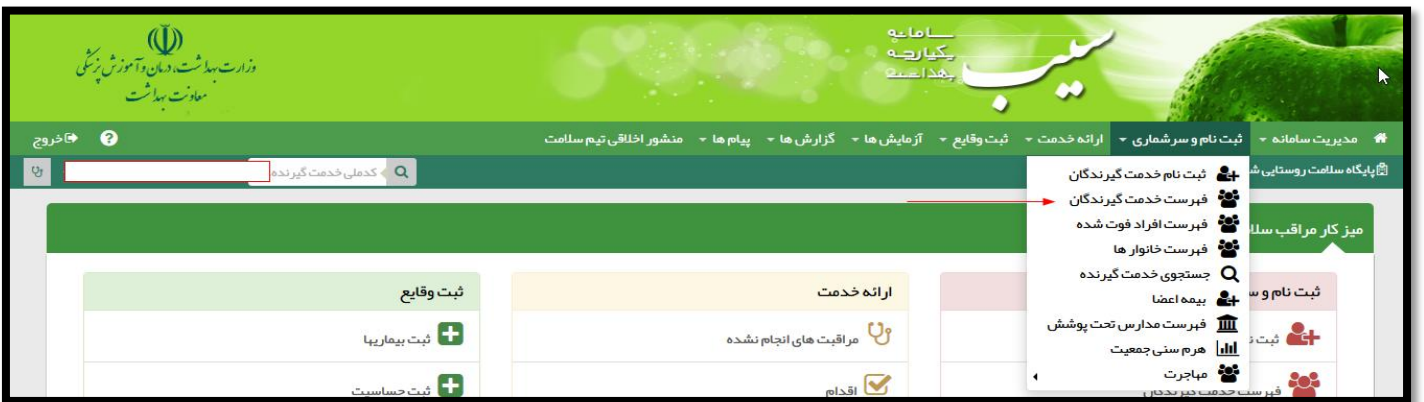 سامانه
یکپارچه
بهداشت
سیب
وزارت بهداشت، درمان و آموزش پزشکی
معاونت بهداشت
مدیریت سامانه
ثبت نام و سرشماری
ارائه خدمت
ثبت وقایع
آزمایش ها
گزارش ها
پیام ها
منشور اخلاقی تیم سلامت
?
خروج
پایگاه سلامت روستایی
کدملی خدمت گیرنده
ثبت نام خدمت گیرندگان
فهرست خدمت گیرندگان
فهرست افراد فوت شده
فهرست خانوار ها
جستجوی خدمت گیرنده
بیمه اعضا
فهرست مدارس تحت پوشش
هرم سنی جمعیت
مهاجرت
میز کار مراقب سلا
ثبت نام و س
ثبت ن
فهرست خدمت گیرندگان
ارائه خدمت
مراقبت های انجام نشده
اقدام
ثبت وقایع
ثبت بیماریها
ثبت حساسیت